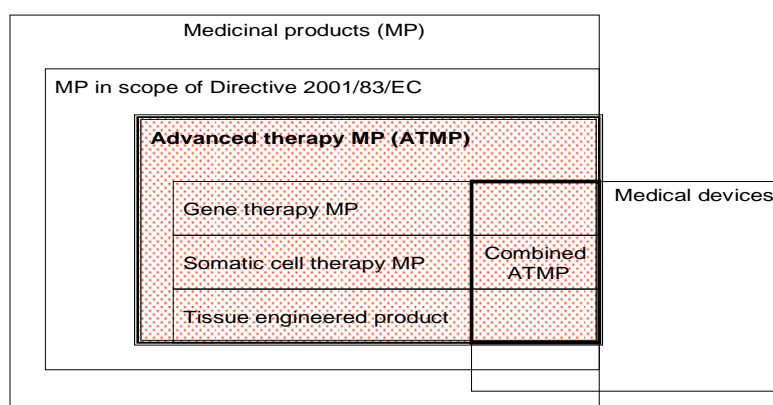 Medicinal products (MP)
MP in scope of Directive 2001/83/EC
Advanced therapy MP (ATMP)
Medical devices
Gene therapy MP
Somatic cell therapy MP
Combined
ATMP
Tissue engineered product